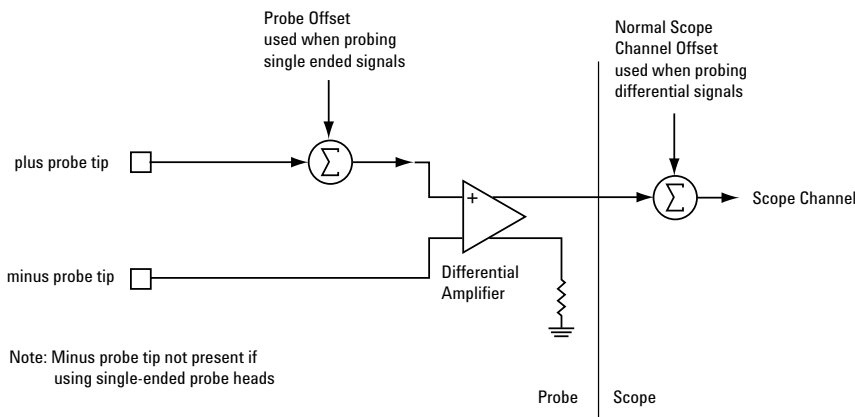 Probe Offset
used when probing
single ended signals
Normal Scope
Channel Offset
used when probing
differential signals
plus probe tip
Σ
Σ
Scope Channel
+
minus probe tip
Differential
Amplifier
Note: Minus probe tip not present if
using single-ended probe heads
Probe
Scope